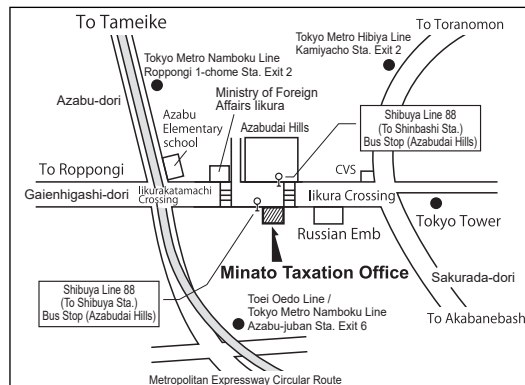 To Tameike
To Toranomon
Tokyo Metro Namboku Line
Roppongi 1-chome Sta. Exit 2
Tokyo Metro Hibiya Line
Kamiyacho Sta. Exit 2
Azabu-dori
Ministry of Foreign
Affairs Iikura
Azabudai Hills
Shibuya Line 88
(To Shinbashi Sta.)
Bus Stop (Azabudai Hills)
Azabu
Elementary
school
CVS
To Roppongi
Gaienhigashi-dori
Iikurakatamachi
Crossing
Iikura Crossing
Tokyo Tower
Russian Emb
Minato Taxation Office
Sakurada-dori
Shibuya Line 88
(To Shibuya Sta.)
Bus Stop (Azabudai Hills)
Toei Oedo Line /
Tokyo Metro Namboku Line
Azabu-juban Sta. Exit 6
To Akabanebash
Metropolitan Expressway Circular Route